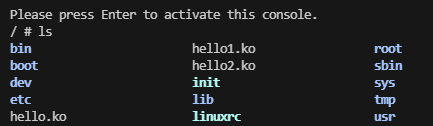 Please press Enter to activate this console.
/ # ls
bin hello1.ko root
boot hello2.ko sbin
dev init sys
etc lib tmp
hello.ko linuxrc usr